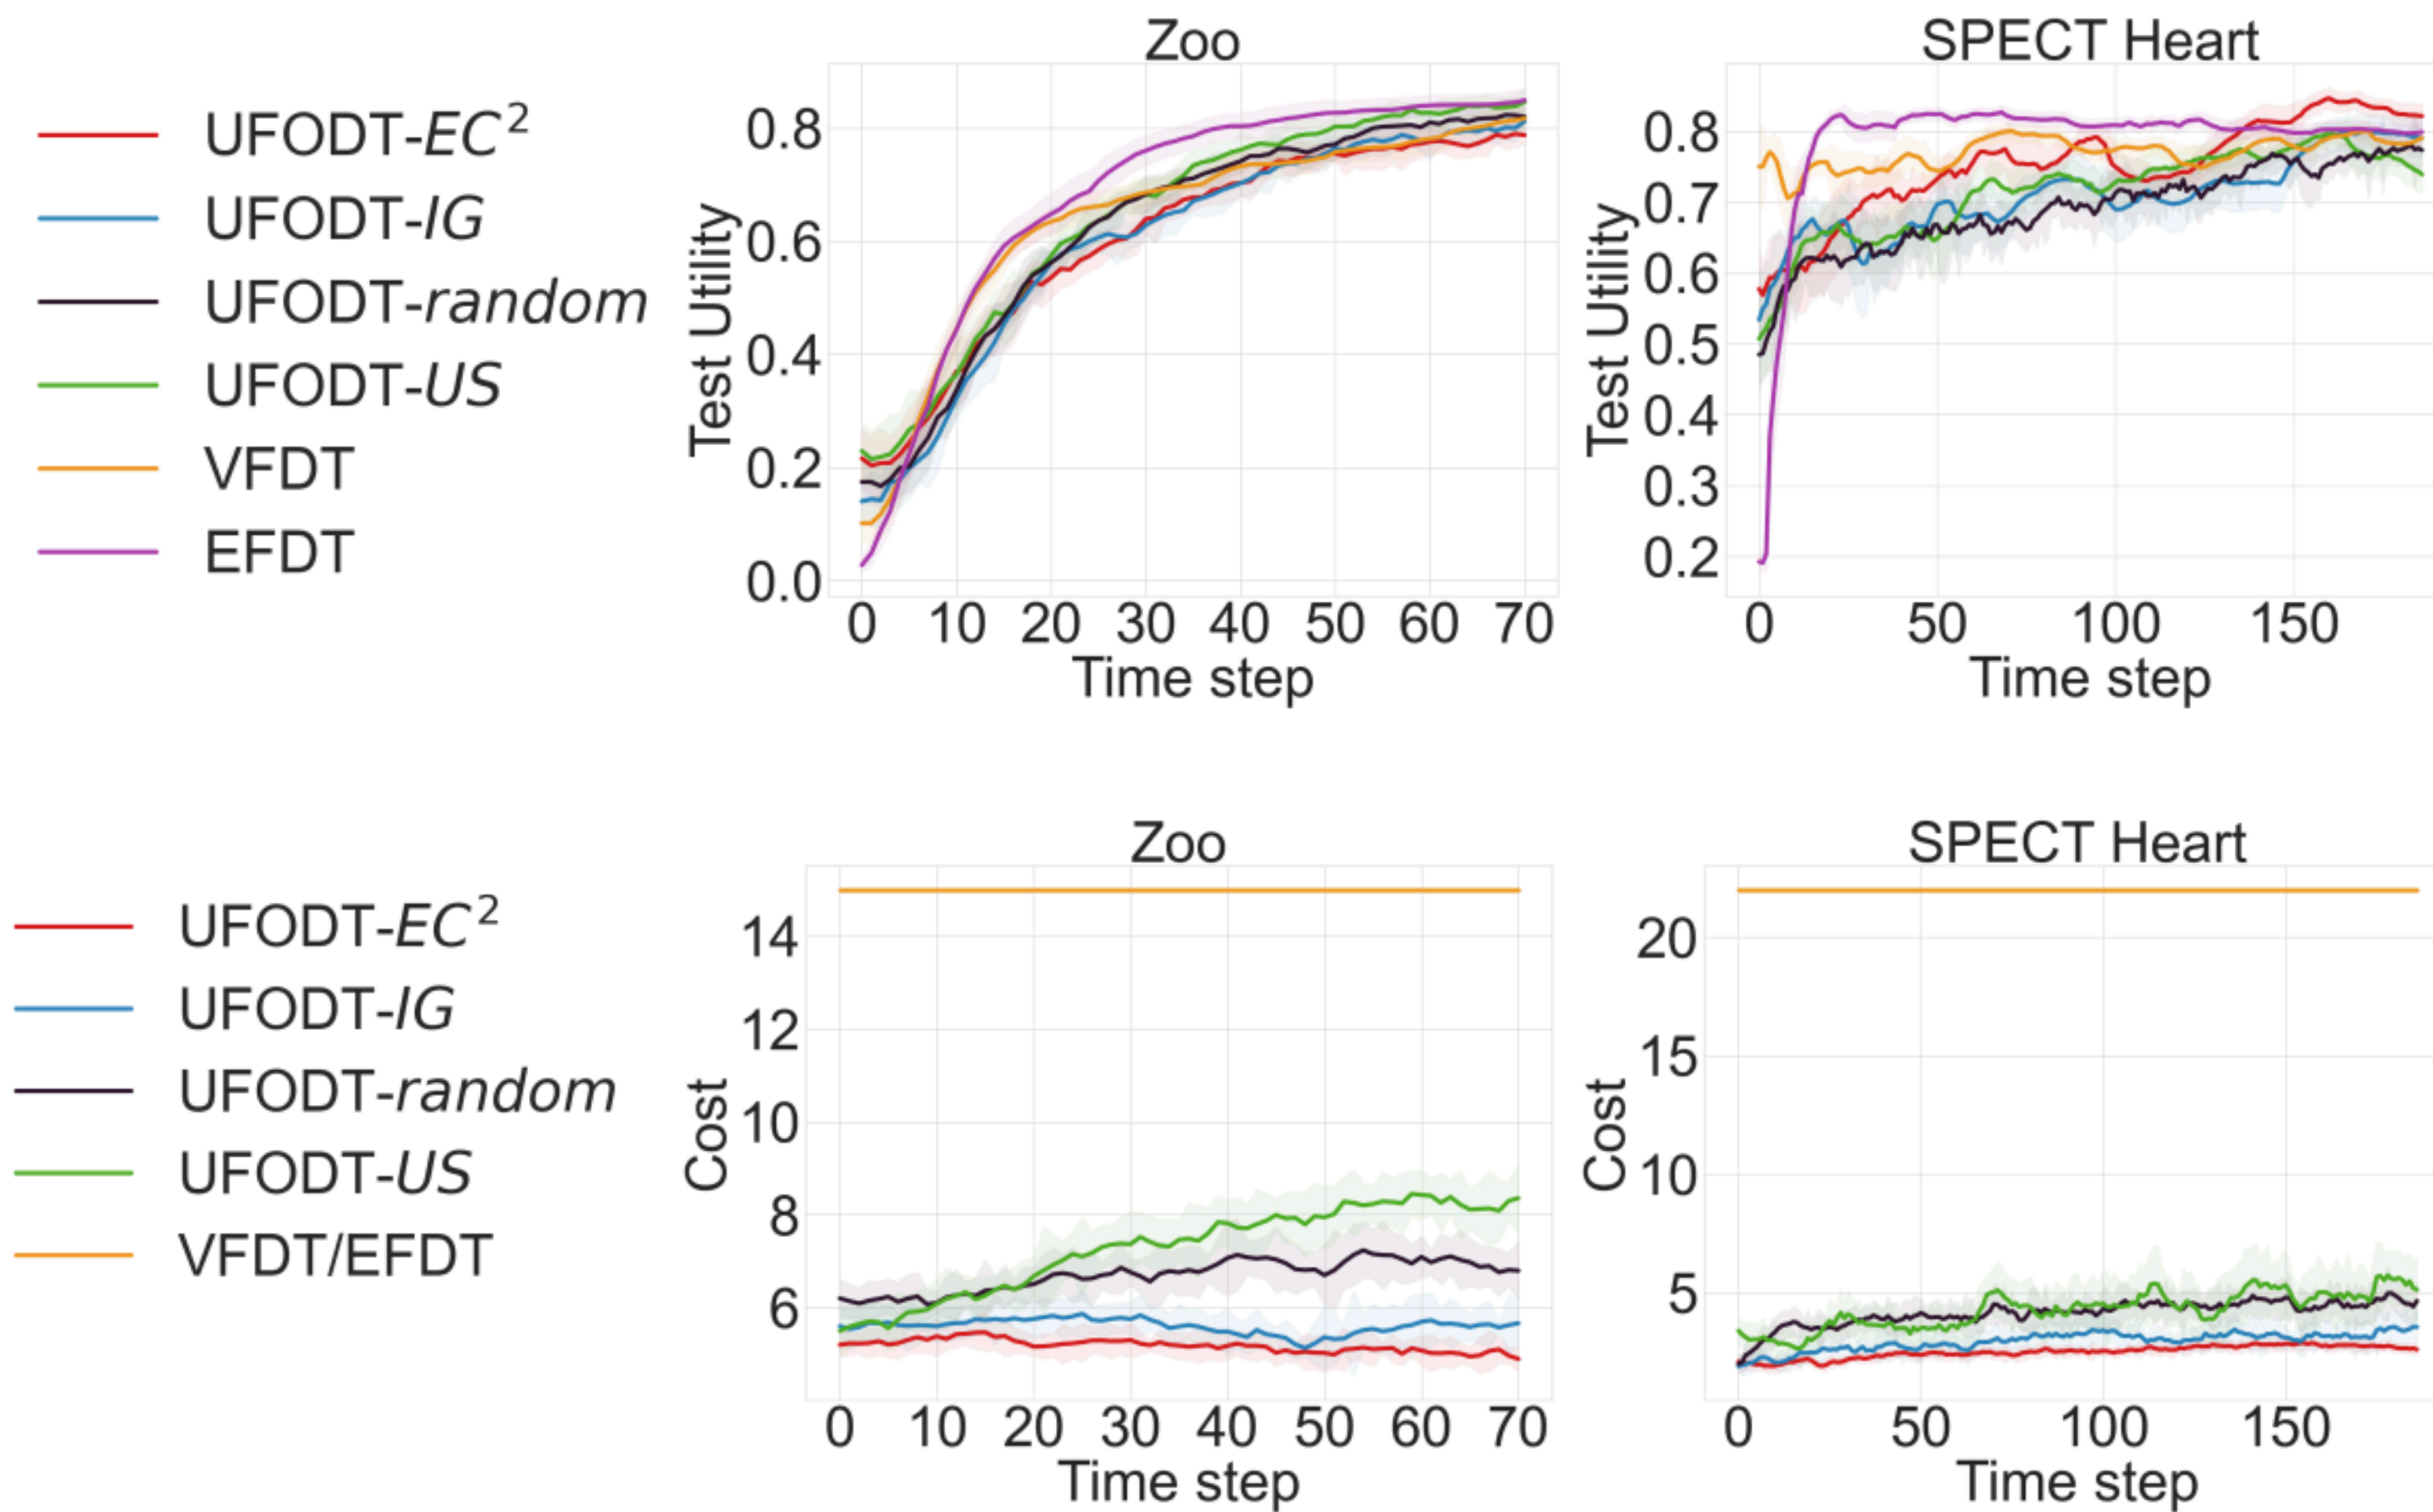 Zoo
SPECT Heart
UFODT-EC²
UFODT-IG
UFODT-random
UFODT-US
VFDT
EFDT
Test Utility
0.8
0.6
0.4
0.2
0.0
0 10 20 30 40 50 60 70
Time step
Test Utility
0.8
0.7
0.6
0.5
0.4
0.3
0.2
0 50 100 150
Time step
Zoo
SPECT Heart
UFODT-EC²
UFODT-IG
UFODT-random
UFODT-US
VFDT/EFDT
Cost
14
12
10
8
6
0 10 20 30 40 50 60 70
Time step
Cost
20
15
10
5
0 50 100 150
Time step